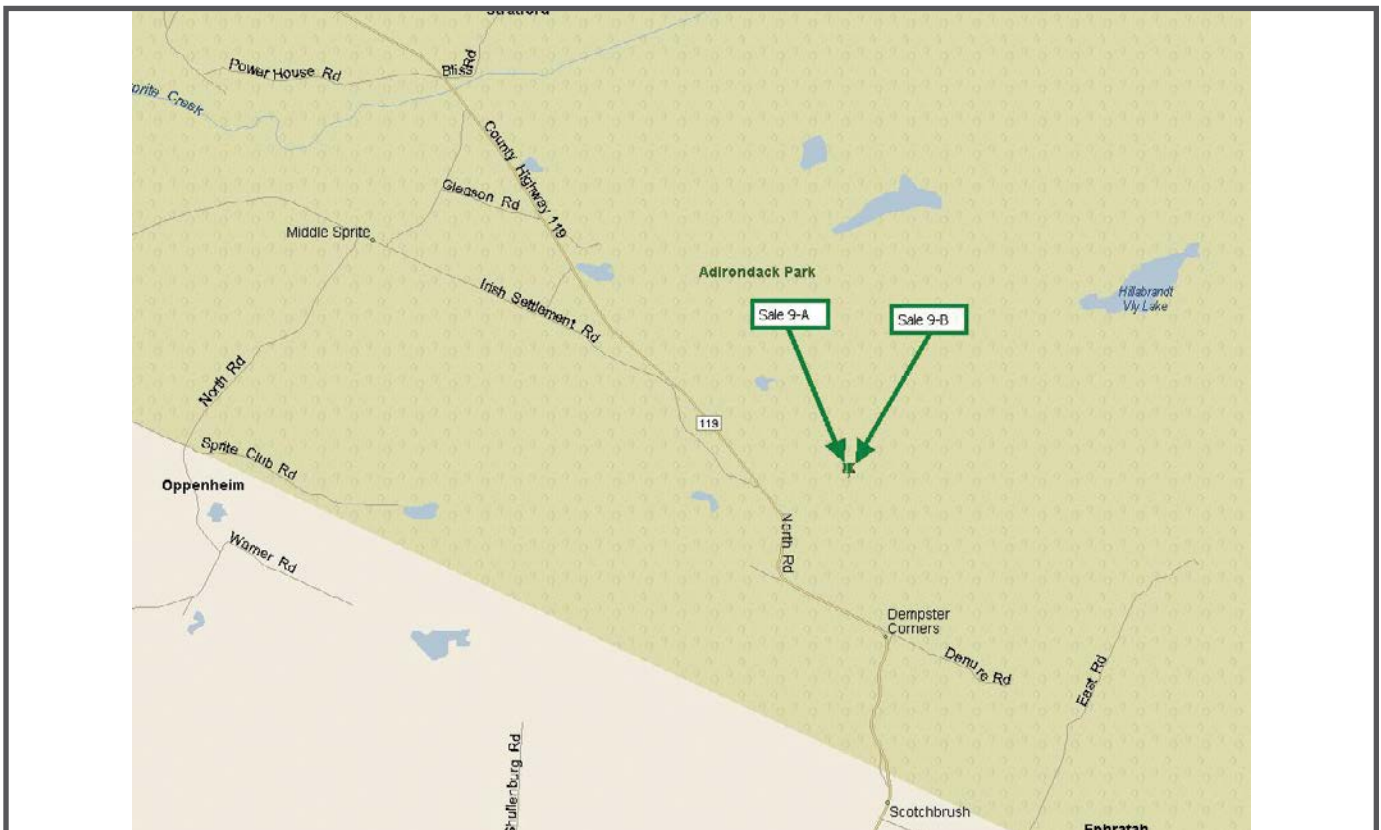 Stratford
Power House Rd
Bliss Rd
Sprite Creek
County Highway 119
Gleason Rd
Middle Sprite
Adirondack Park
Hillabrandt
Vly Lake
Irish Settlement Rd
Sale 9-A
Sale 9-B
North Rd
119
Sprite Club Rd
Oppenheim
Warner Rd
North Rd
Dempster
Corners
Denure Rd
East Rd
Shullenburg Rd
Scotchbrush
Ephratah